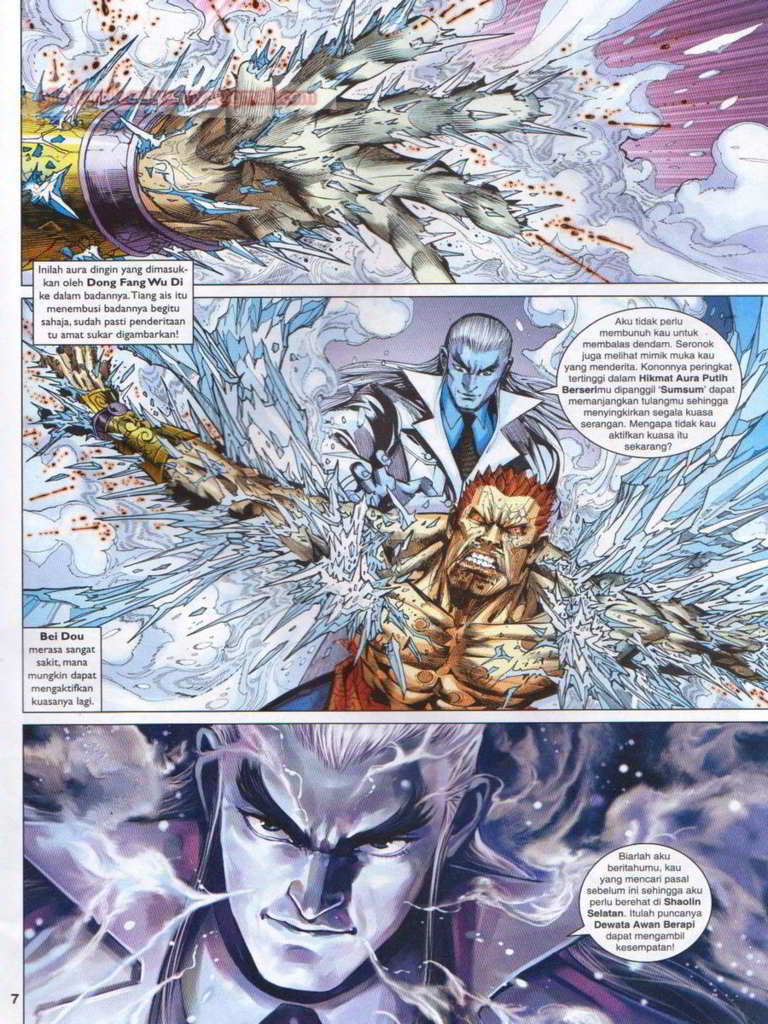 Inilah aura dingin yang dimasuk-
kan oleh Dong Fang Wu Di
ke dalam badannya. Tiang ais itu
menembusi badannya begitu
sahaja, sudah pasti penderitaan
tu amat sukar digambarkan!
Aku tidak perlu
membunuh kau untuk
membalas dendam. Seronok
juga melihat mimik muka kau
yang menderita. Kononnya peringkat
tertinggi dalam Hikmat Aura Putih
Berserimu dipanggil 'Sumsum' dapat
memanjangkan tulangmu sehingga
menyingkirkan segala kuasa
serangan. Mengapa tidak kau
aktifkan kuasa itu
sekarang?
Bei Dou
merasa sangat
sakit, mana
mungkin dapat
mengaktifkan
kuasanya lagi.
Biarlah aku
beritahumu, kau
yang mencari pasal
sebelum ini sehingga aku
perlu berehat di Shaolin
Selatan. Itulah puncanya
Dewata Awan Berapi
dapat mengambil
kesempatan!
7